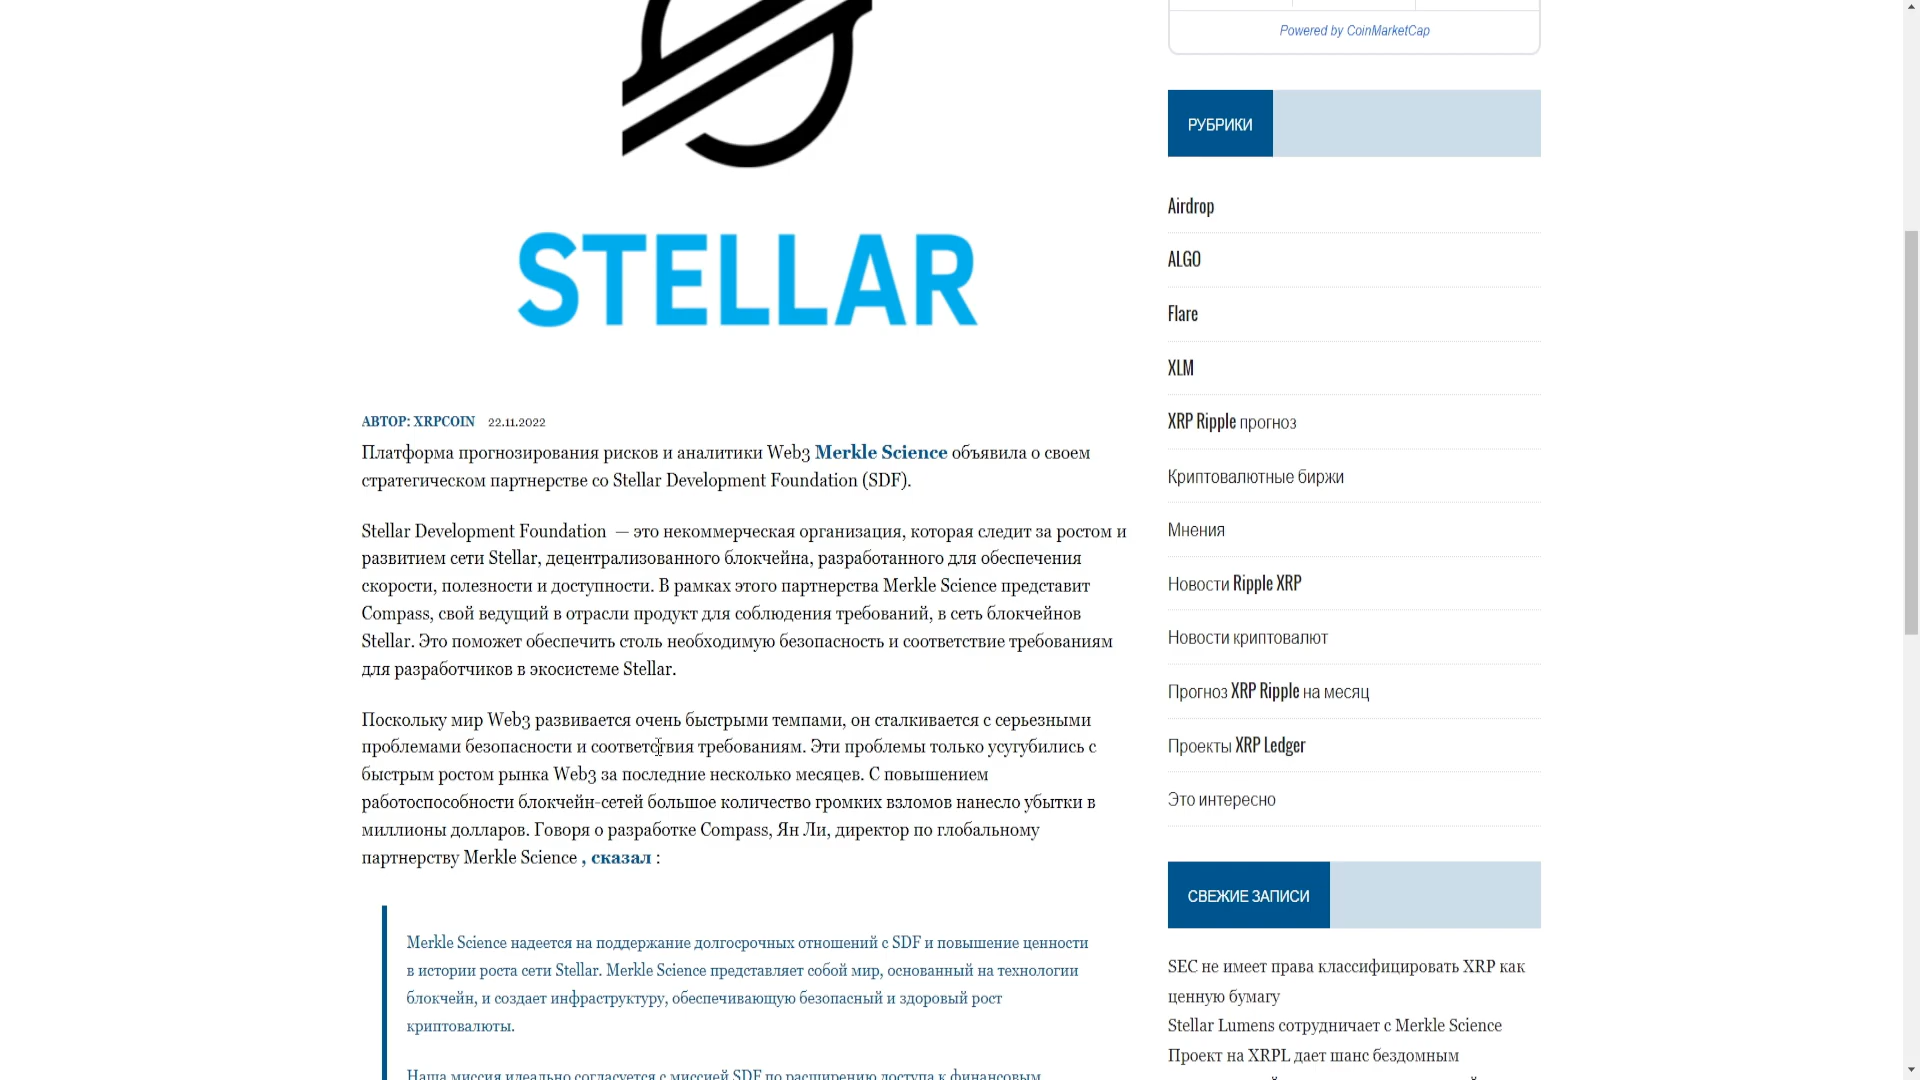 Powered by CoinMarketCap
РУБРИКИ
Airdrop
ALGO
Flare
XLM
XRP Ripple прогноз
Криптовалютные биржи
Мнения
Новости Ripple XRP
Новости криптовалют
Прогноз XRP Ripple на месяц
Проекты XRP Ledger
Это интересно
СВЕЖИЕ ЗАПИСИ
SEC не имеет права классифицировать XRP как
ценную бумагу
Stellar Lumens сотрудничает с Merkle Science
Проект на XRPL дает шанс бездомным
STELLAR
АВТОР: XRPCOIN 22.11.2022
Платформа прогнозирования рисков и аналитики Web3 Merkle Science объявила о своем
стратегическом партнерстве со Stellar Development Foundation (SDF).
Stellar Development Foundation — это некоммерческая организация, которая следит за ростом и
развитием сети Stellar, децентрализованного блокчейна, разработанного для обеспечения
скорости, полезности и доступности. В рамках этого партнерства Merkle Science представит
Compass, свой ведущий в отрасли продукт для соблюдения требований, в сеть блокчейнов
Stellar. Это поможет обеспечить столь необходимую безопасность и соответствие требованиям
для разработчиков в экосистеме Stellar.
Поскольку мир Web3 развивается очень быстрыми темпами, он сталкивается с серьезными
проблемами безопасности и соответствия требованиям. Эти проблемы только усугубились с
быстрым ростом рынка Web3 за последние несколько месяцев. С повышением
работоспособности блокчейн-сетей большое количество громких взломов нанесло убытки в
миллионы долларов. Говоря о разработке Compass, Ян Ли, директор по глобальному
партнерству Merkle Science , сказал :
Merkle Science надеется на поддержание долгосрочных отношений с SDF и повышение ценности
в истории роста сети Stellar. Merkle Science представляет собой мир, основанный на технологии
блокчейн, и создает инфраструктуру, обеспечивающую безопасный и здоровый рост
криптовалюты.
Наша миссия идеально согласуется с миссией SDF по расширению доступа к финансовым